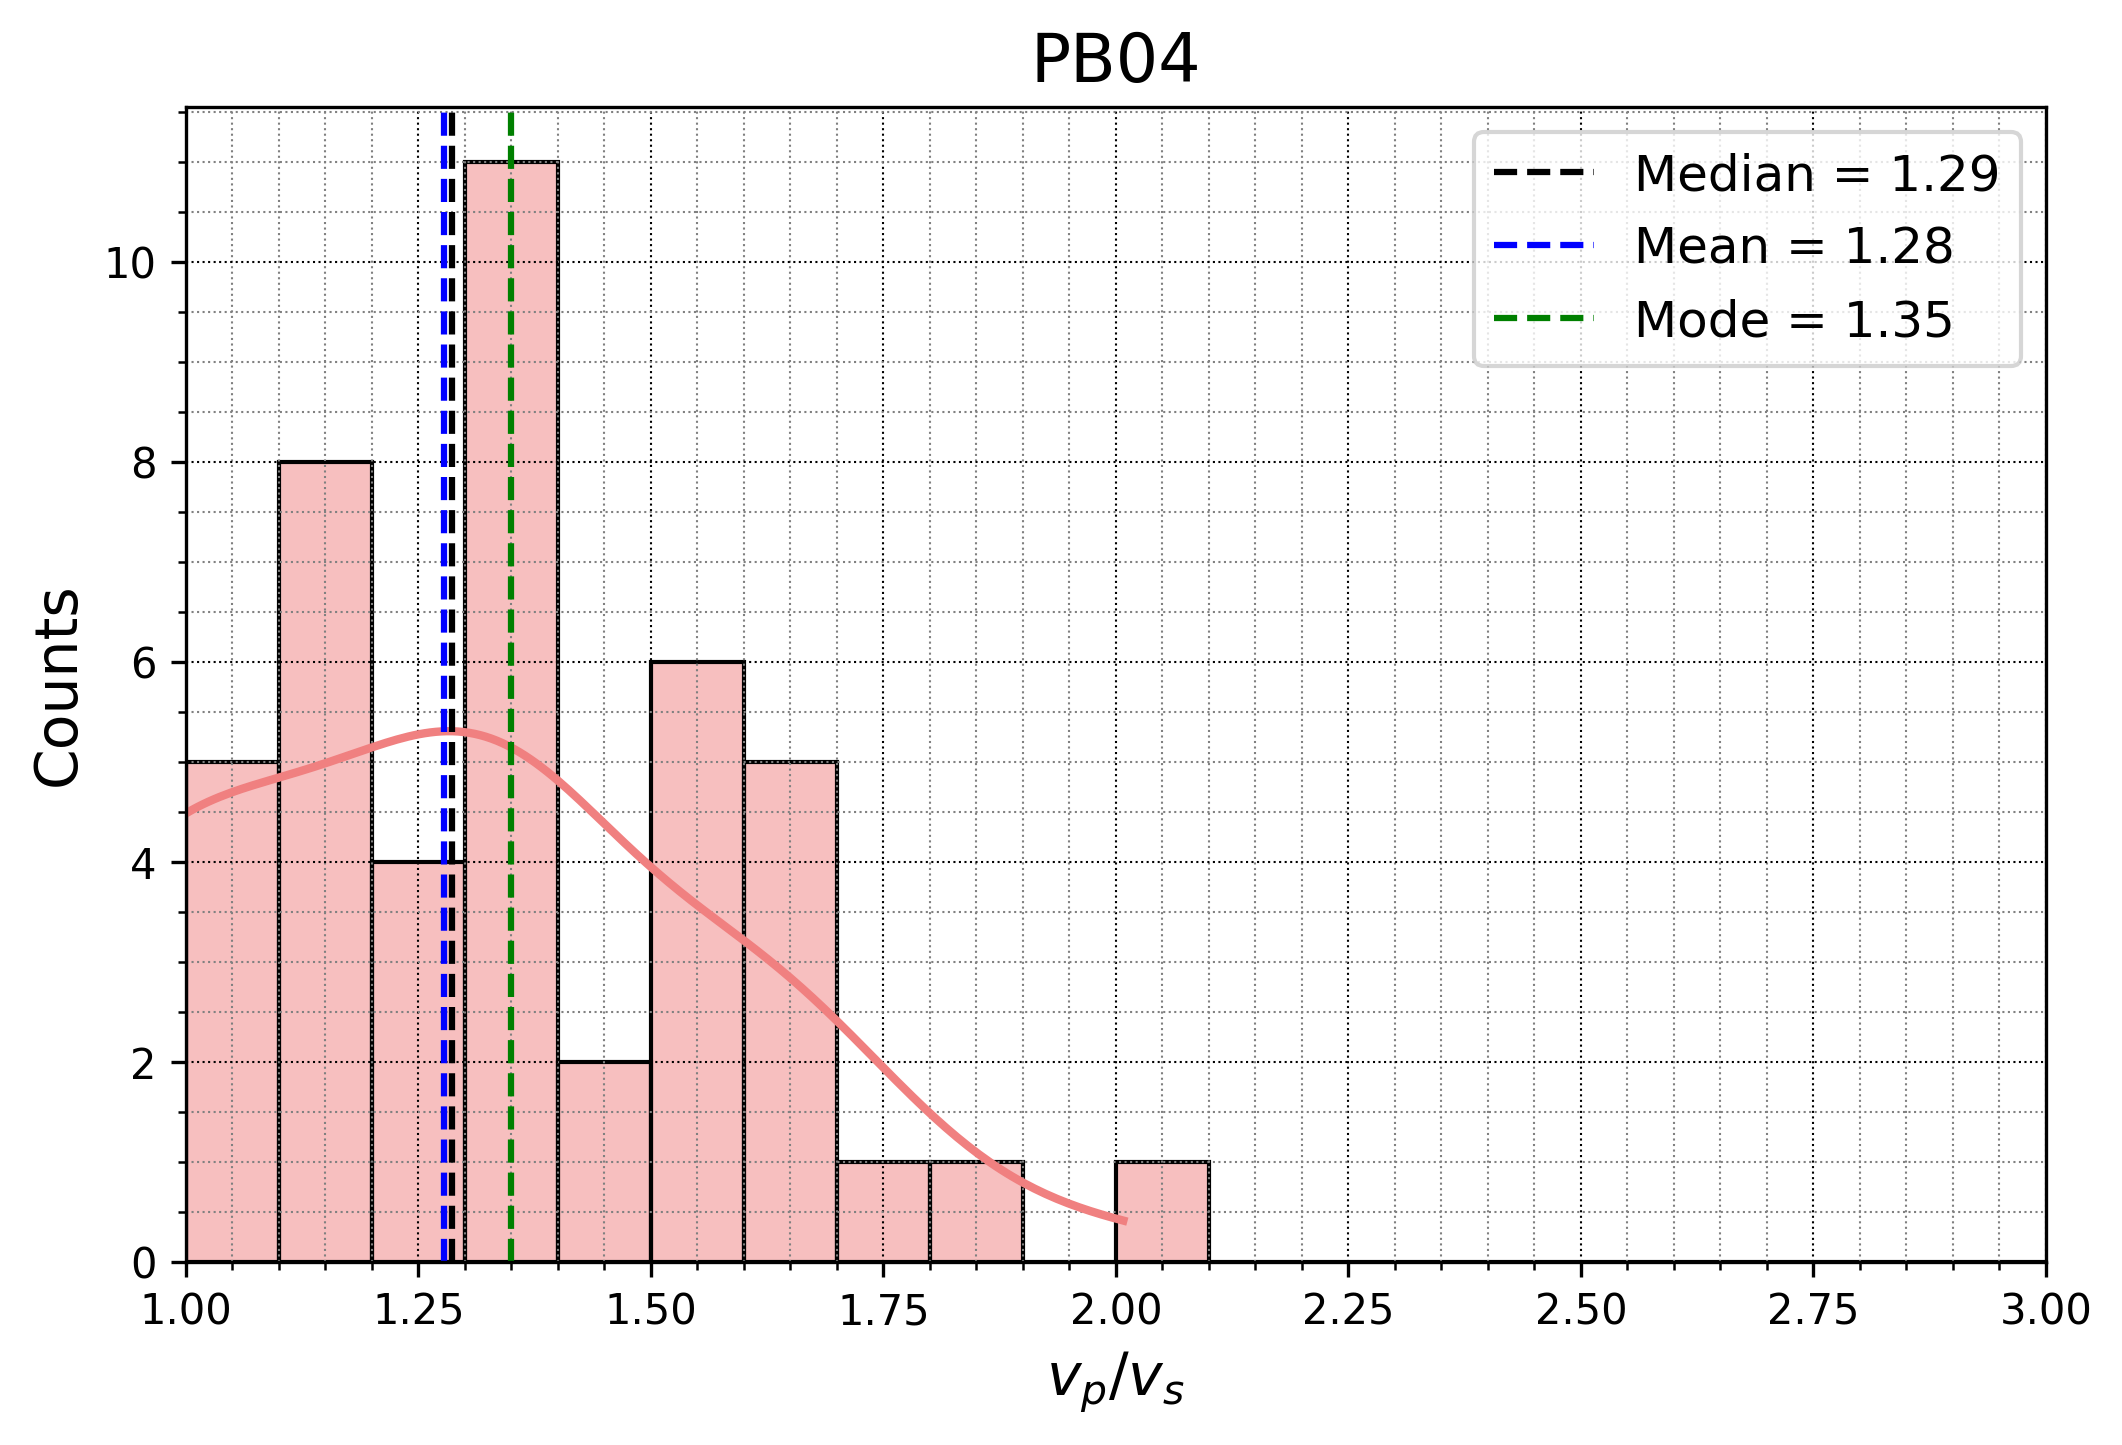 PB04
Median = 1.29
Mean = 1.28
Mode = 1.35
Counts
10
8
6
4
2
0
1.00 1.25 1.50 1.75 2.00 2.25 2.50 2.75 3.00
v_p/v_s